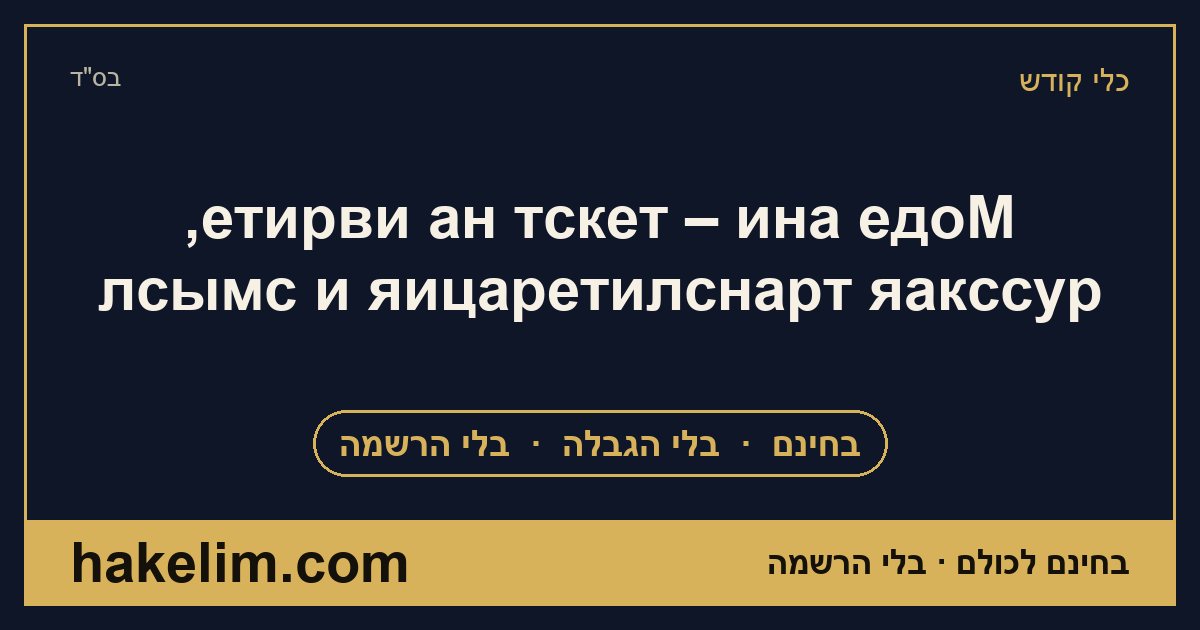 בס"ד
כלי קודש
,етирви ан тскет – ина едоМ
лсымс и яицаретилснарт яакссур
בחינם · בלי הגבלה · בלי הרשמה
hakelim.com
בחינם לכולם · בלי הרשמה